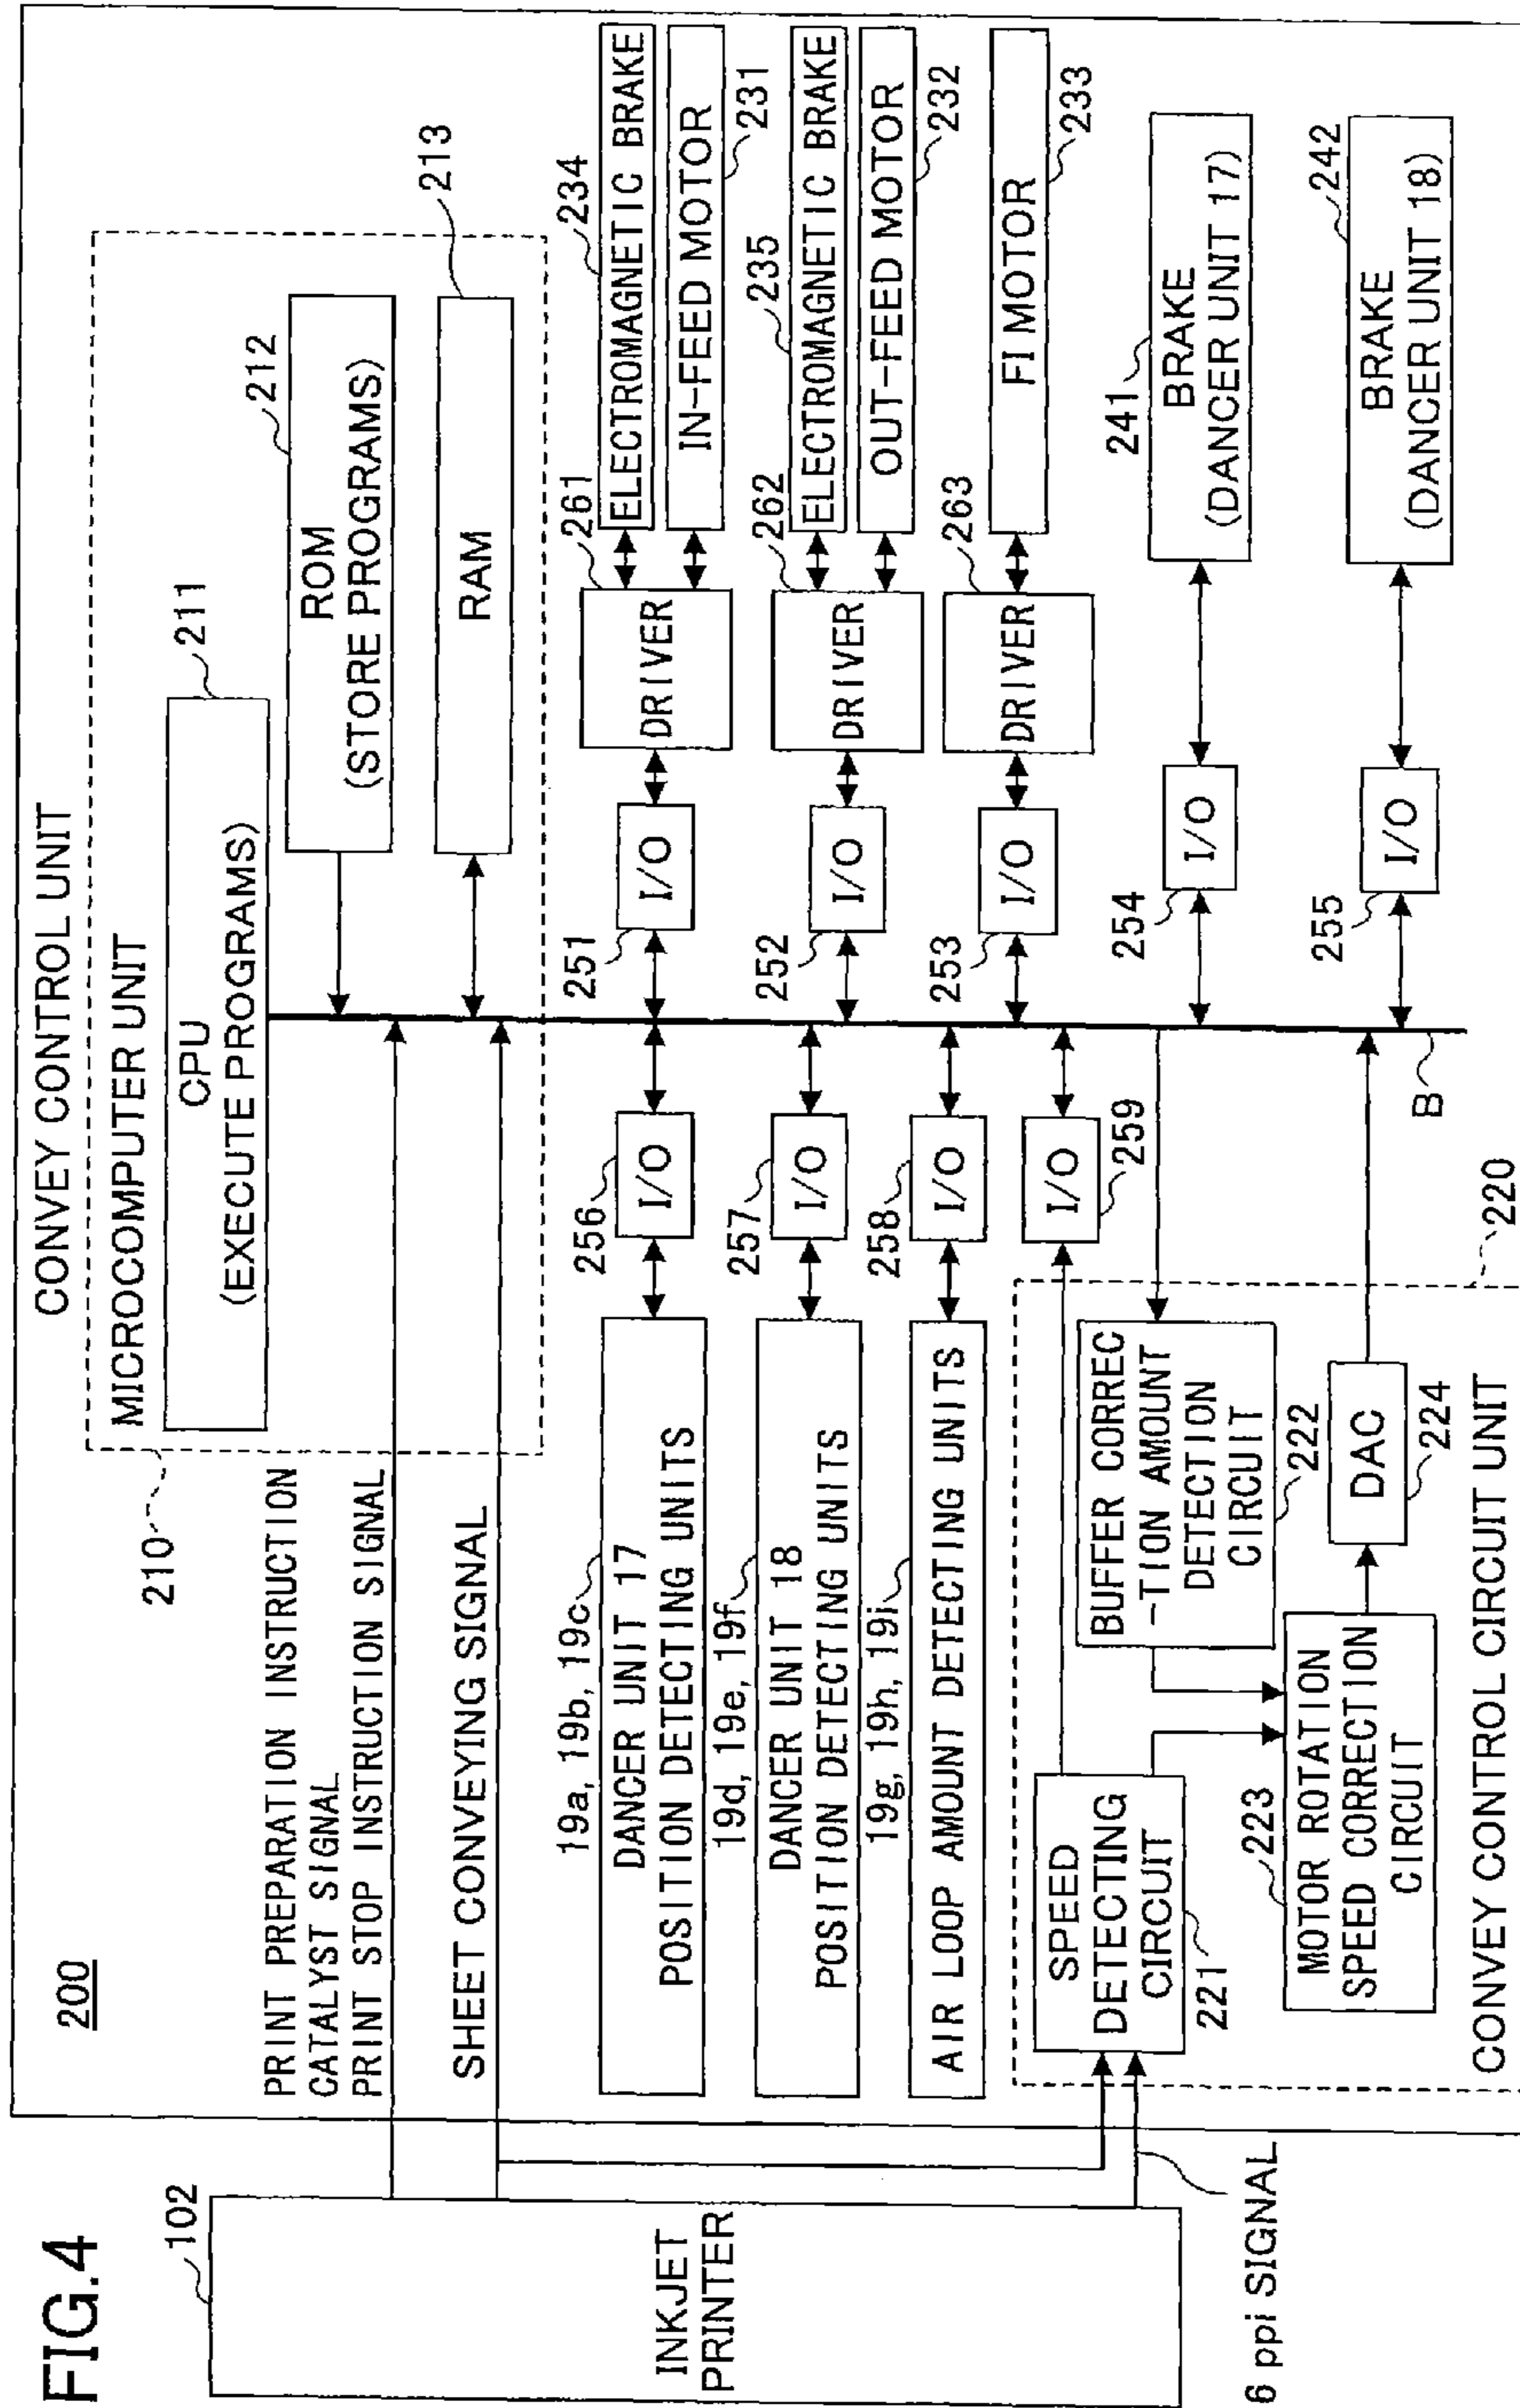 FIG.4
102
INKJET
PRINTER
6 ppi SIGNAL
200
CONVEY CONTROL UNIT
PRINT PREPARATION INSTRUCTION
CATALYST SIGNAL
PRINT STOP INSTRUCTION SIGNAL
SHEET CONVEYING SIGNAL
210
MICROCOMPUTER UNIT
CPU
(EXECUTE PROGRAMS)
211
ROM
(STORE PROGRAMS)
212
RAM
213
19a, 19b, 19c
DANCER UNIT 17
POSITION DETECTING UNITS
256
I/O
251
I/O
DRIVER
261
ELECTROMAGNETIC BRAKE
234
IN-FEED MOTOR
231
19d, 19e, 19f
DANCER UNIT 18
POSITION DETECTING UNITS
257
I/O
252
I/O
DRIVER
262
ELECTROMAGNETIC BRAKE
235
OUT-FEED MOTOR
232
19g, 19h, 19i
AIR LOOP AMOUNT DETECTING UNITS
258
I/O
253
I/O
DRIVER
263
FI MOTOR
233
I/O
259
254
I/O
241
BRAKE
(DANCER UNIT 17)
255
I/O
BRAKE
(DANCER UNIT 18)
242
B
220
SPEED
DETECTING
CIRCUIT
221
BUFFER CORREC
-TION AMOUNT
DETECTION
CIRCUIT
222
223
MOTOR ROTATION
SPEED CORRECTION
CIRCUIT
DAC
224
CONVEY CONTROL CIRCUIT UNIT